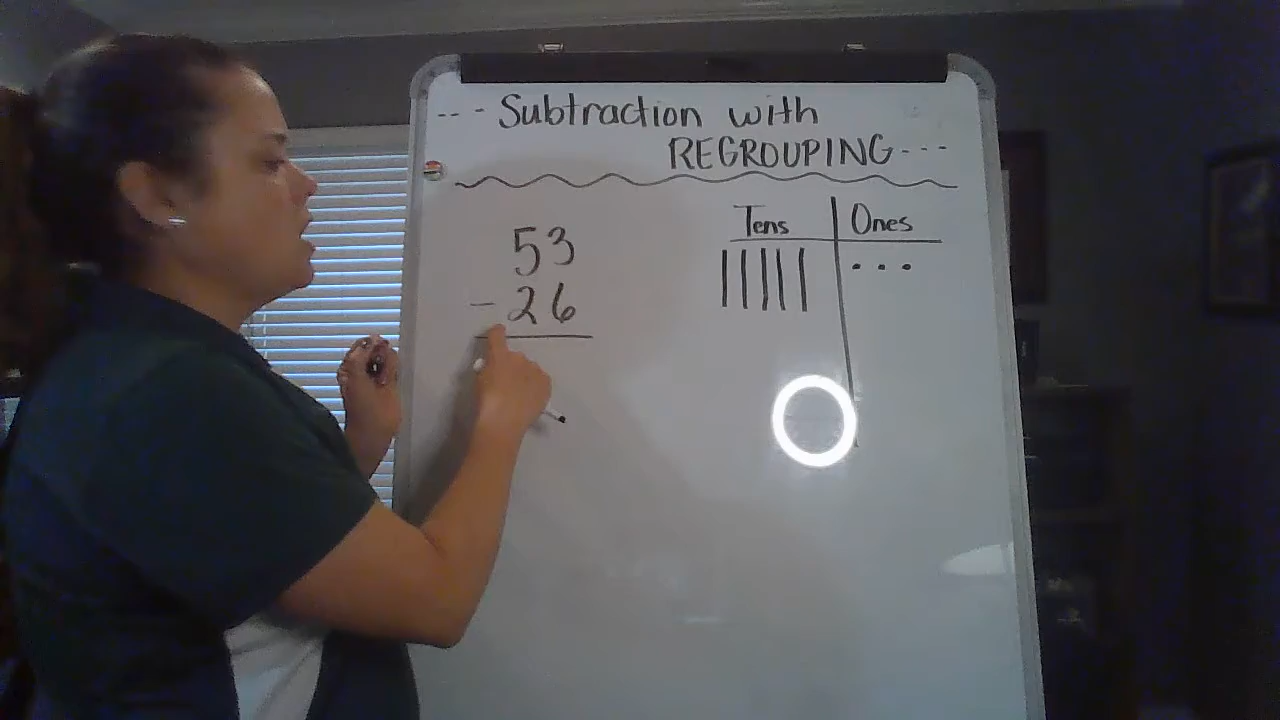 --- Subtraction with
REGROUPING---
53
- 26
Tens Ones